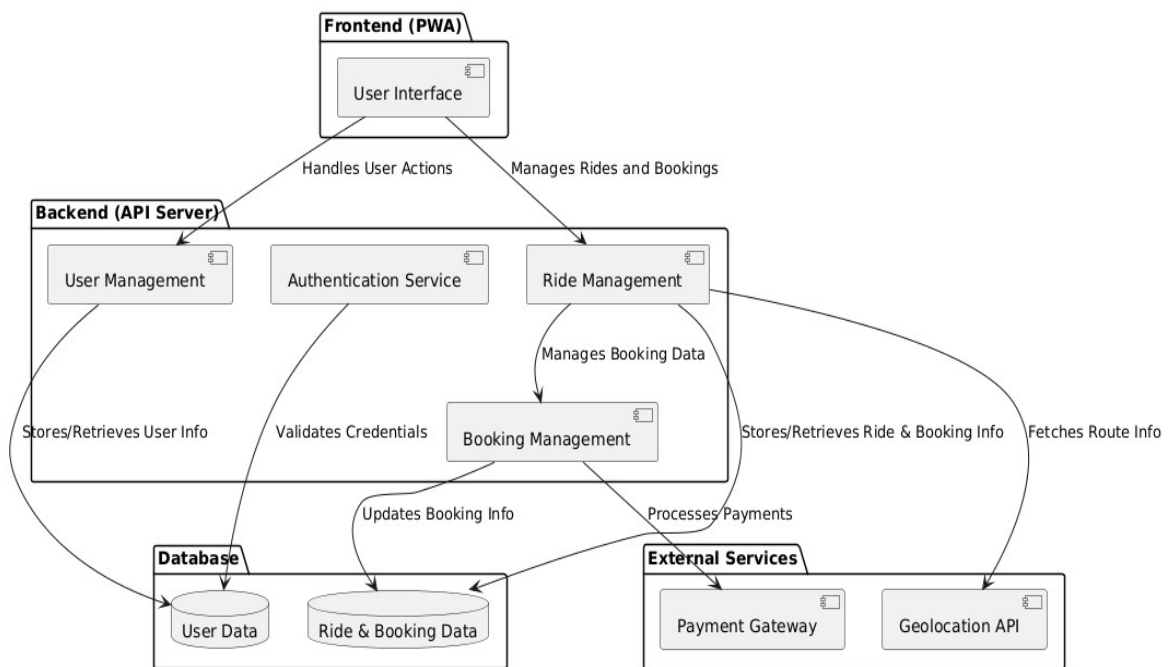 Frontend (PWA)
User Interface
Handles User Actions
Manages Rides and Bookings
Backend (API Server)
User Management
Authentication Service
Ride Management
Manages Booking Data
Booking Management
Stores/Retrieves User Info
Validates Credentials
Stores/Retrieves Ride & Booking Info
Fetches Route Info
Updates Booking Info
Processes Payments
Database
User Data
Ride & Booking Data
External Services
Payment Gateway
Geolocation API